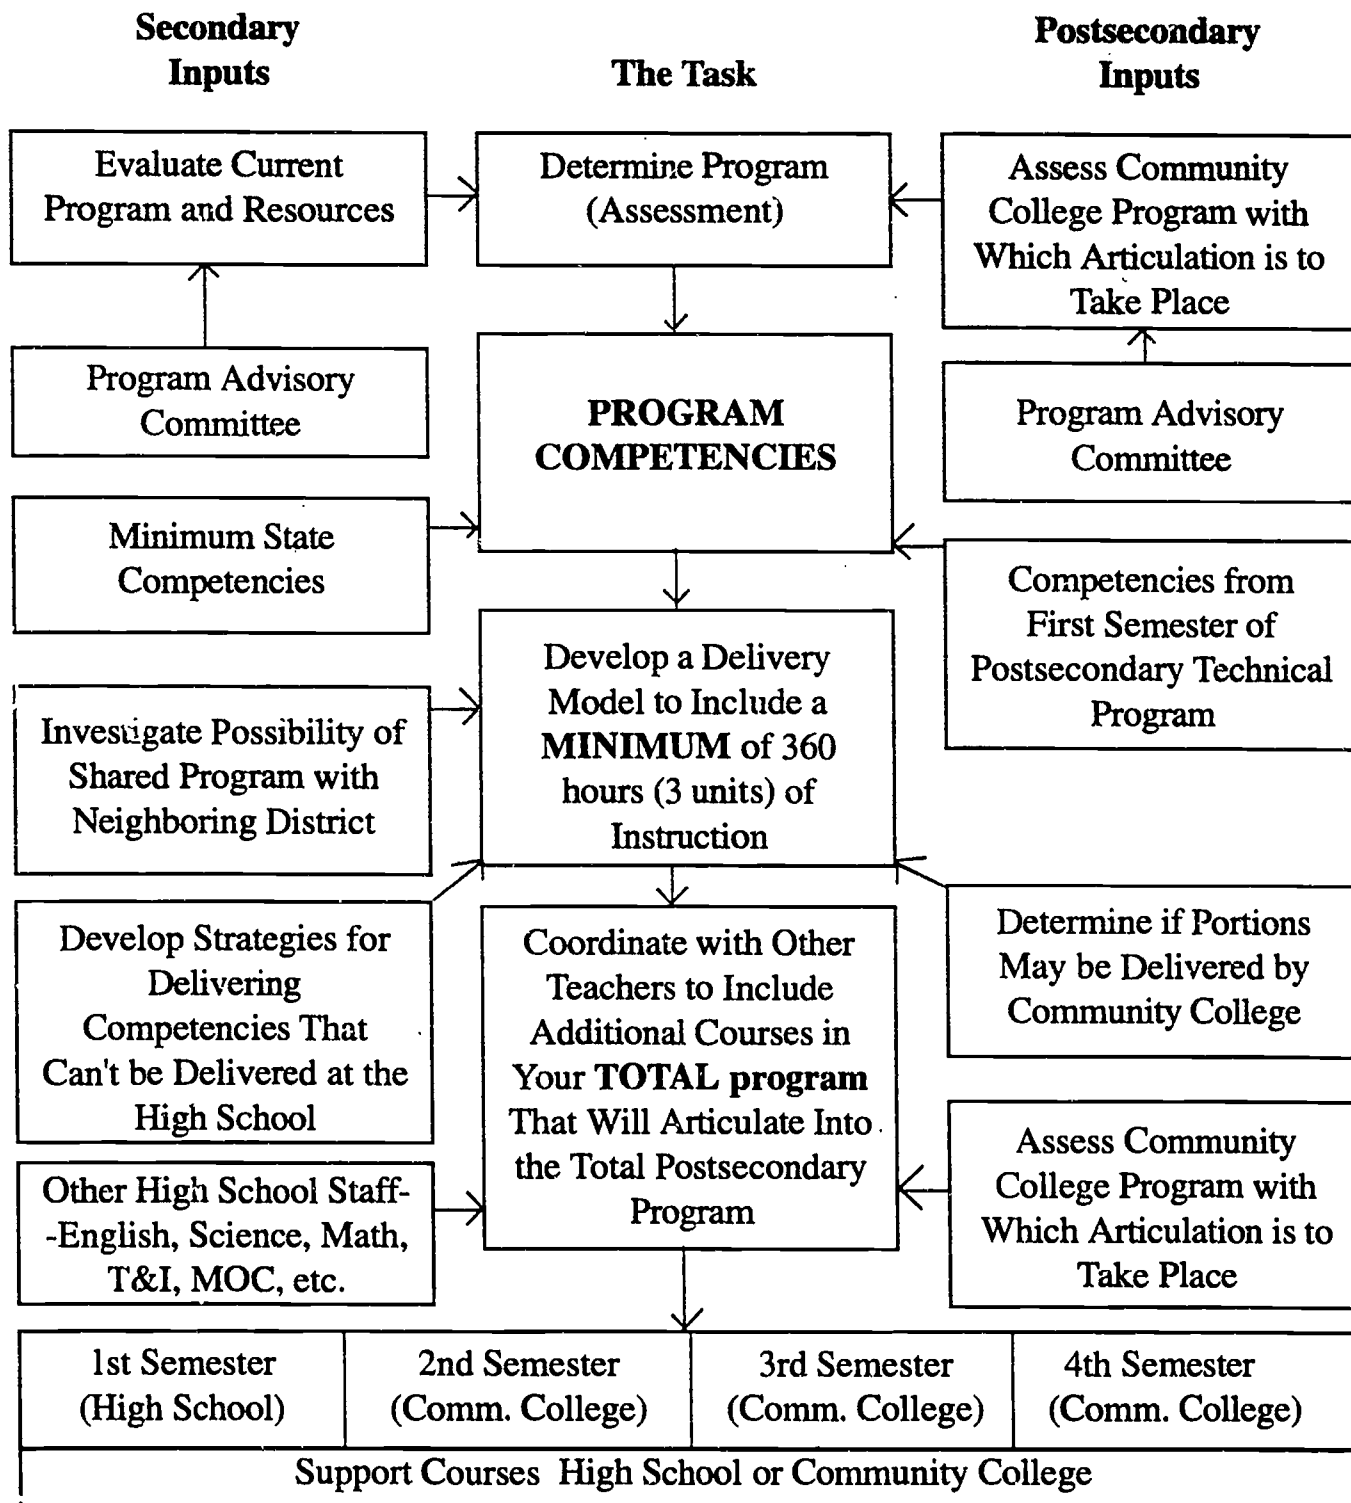 Secondary
Inputs
The Task
Postsecondary
Inputs
Evaluate Current
Program and Resources
Determine Program
(Assessment)
Assess Community
College Program with
Which Articulation is to
Take Place
Program Advisory
Committee
PROGRAM
COMPETENCIES
Program Advisory
Committee
Minimum State
Competencies
Competencies from
First Semester of
Postsecondary Technical
Program
Investigate Possibility of
Shared Program with
Neighboring District
Develop a Delivery
Model to Include a
MINIMUM of 360
hours (3 units) of
Instruction
Develop Strategies for
Delivering
Competencies That
Can't be Delivered at the
High School
Coordinate with Other
Teachers to Include
Additional Courses in
Your TOTAL program
That Will Articulate Into
the Total Postsecondary
Program
Determine if Portions
May be Delivered by
Community College
Other High School Staff-
-English, Science, Math,
T&I, MOC, etc.
Assess Community
College Program with
Which Articulation is to
Take Place
1st Semester
(High School)
2nd Semester
(Comm. College)
3rd Semester
(Comm. College)
4th Semester
(Comm. College)
Support Courses High School or Community College